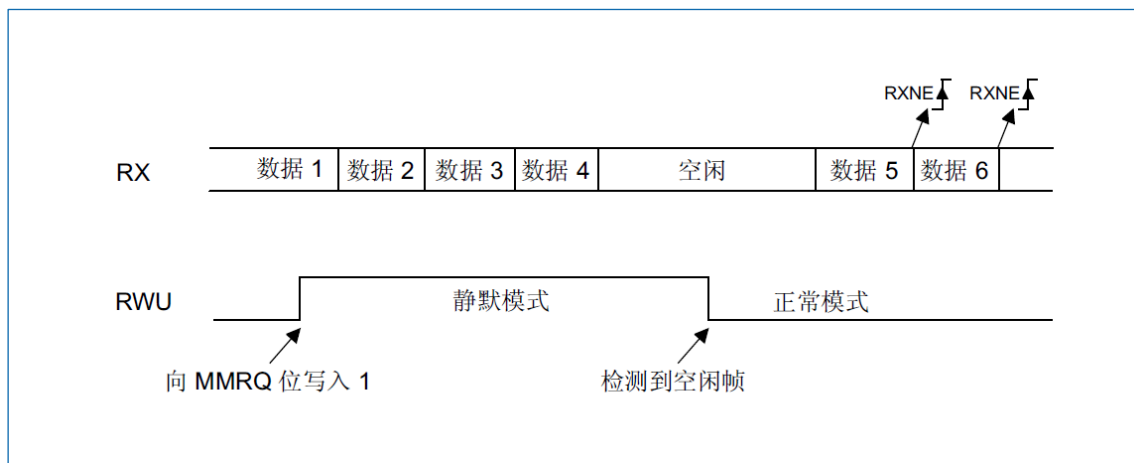 RXNE RXNE
RX 数据 1 数据 2 数据 3 数据 4 空闲 数据 5 数据 6
RWU 静默模式 正常模式
向 MMRQ 位写入 1 检测到空闲帧